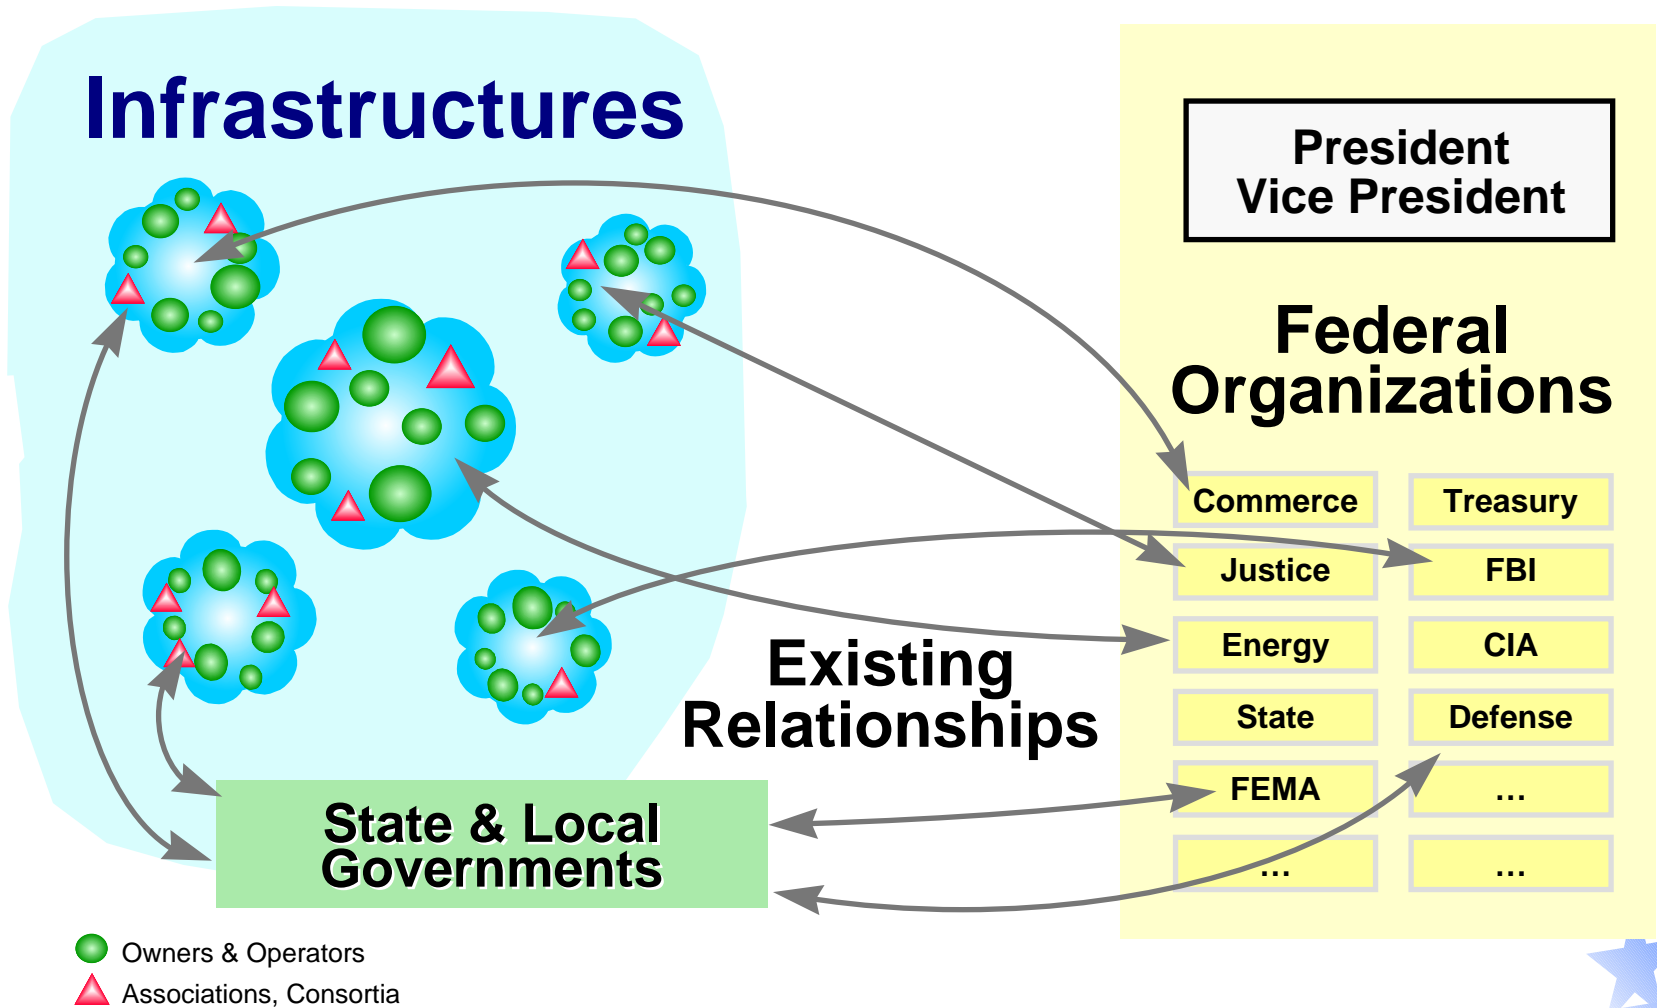 Infrastructures
President
Vice President
Federal
Organizations
Commerce
Treasury
Justice
FBI
Energy
CIA
State
Defense
FEMA
...
...
...
Existing
Relationships
State & Local
Governments
Owners & Operators
Associations, Consortia